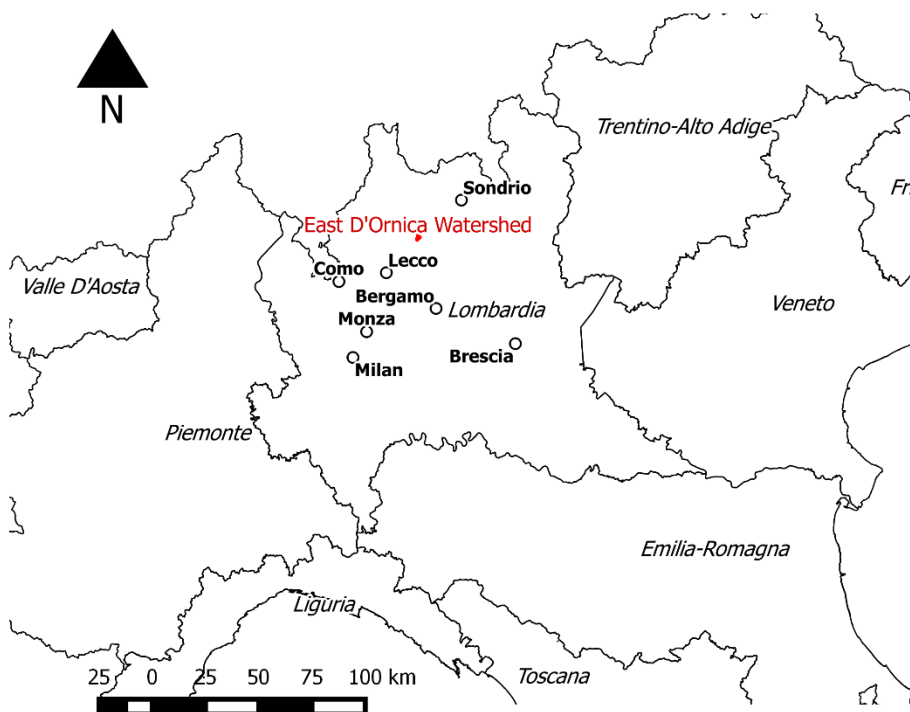 N
Trentino-Alto Adige
Fr
Sondrio
East D'Ornica Watershed
Como
Lecco
Valle D'Aosta
Bergamo
Lombardia
Veneto
Monza
Milan
Brescia
Piemonte
Emilia-Romagna
Liguria
Toscana
25 0 25 50 75 100 km